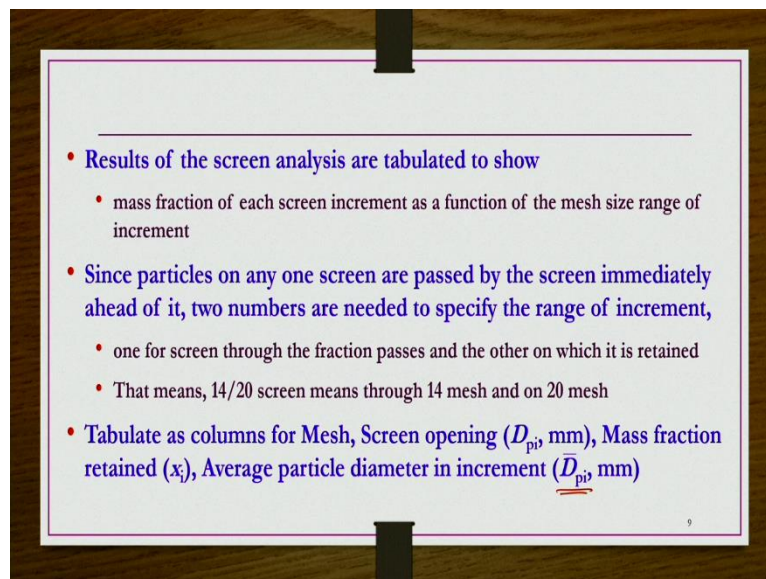 • Results of the screen analysis are tabulated to show
• mass fraction of each screen increment as a function of the mesh size range of
increment
• Since particles on any one screen are passed by the screen immediately
ahead of it, two numbers are needed to specify the range of increment,
• one for screen through the fraction passes and the other on which it is retained
• That means, 14/20 screen means through 14 mesh and on 20 mesh
• Tabulate as columns for Mesh, Screen opening (Dpi, mm), Mass fraction
retained (xi), Average particle diameter in increment (D̅pi, mm)
9